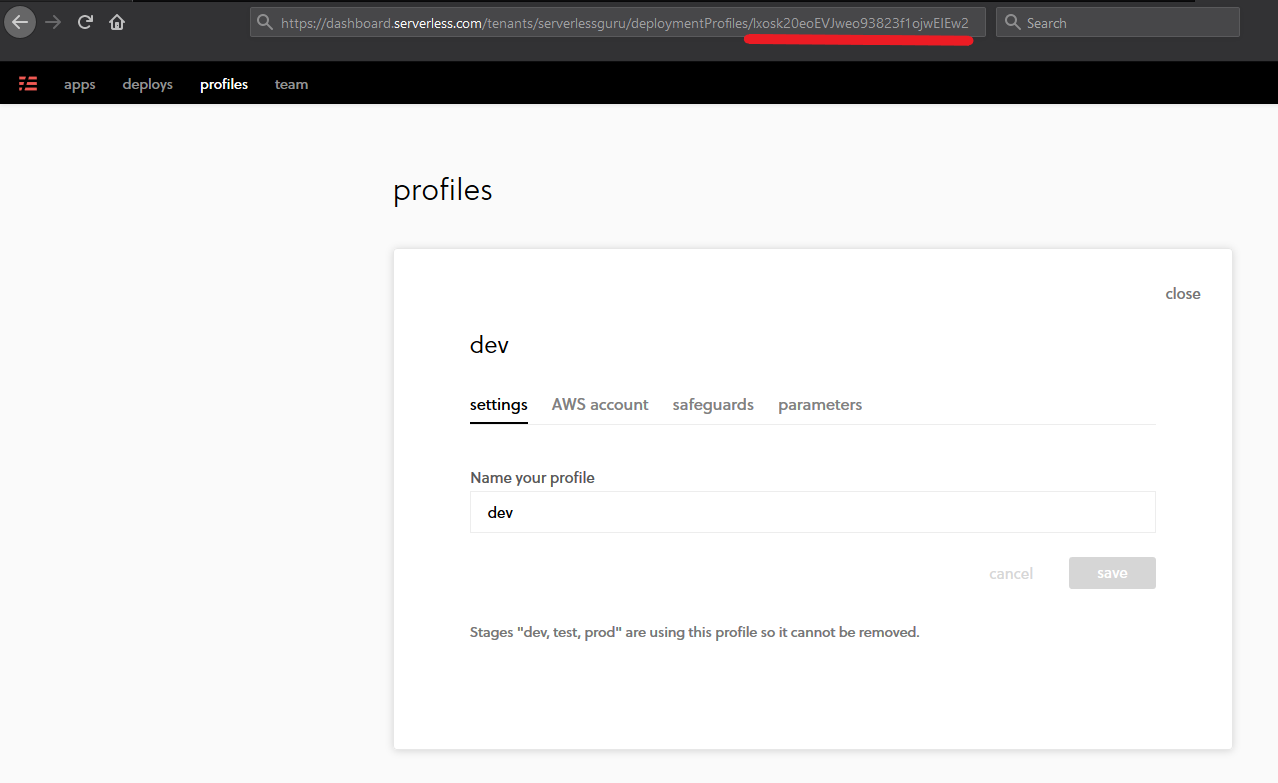 https://dashboard.serverless.com/tenants/serverlessguru/deploymentProfiles/lxosk20eoEVJweo93823f1ojwEIEw2 Search
apps deploys profiles team
profiles
close
dev
settings AWS account safeguards parameters
Name your profile
dev
cancel save
Stages "dev, test, prod" are using this profile so it cannot be removed.